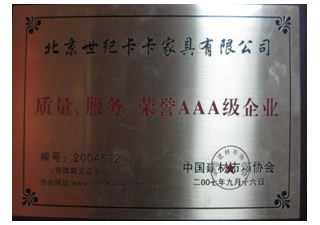 北京世纪卡卡家具有限公司
质量、服务、荣誉AAA级企业
编号:2004532
中国建材市场协会
二00七年九月十六日